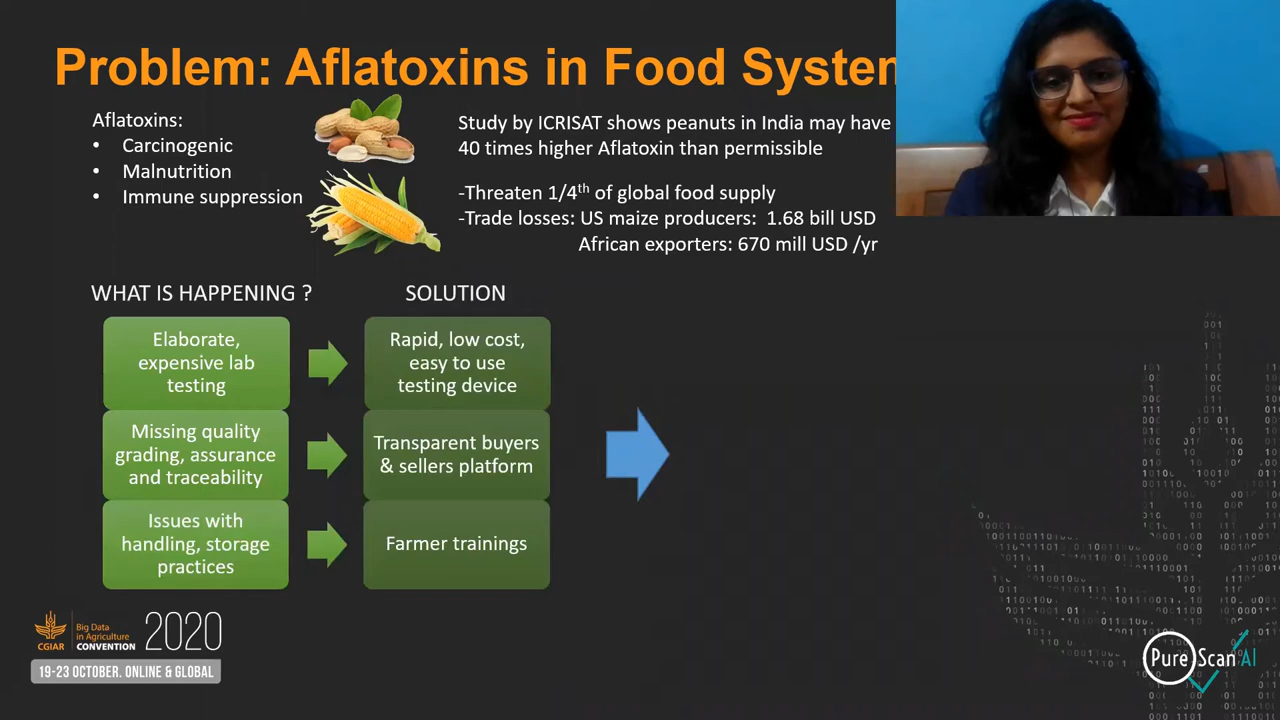 Problem: Aflatoxins in Food System
Aflatoxins:
• Carcinogenic
• Malnutrition
• Immune suppression
Study by ICRISAT shows peanuts in India may have
40 times higher Aflatoxin than permissible
-Threaten 1/4th of global food supply
-Trade losses: US maize producers: 1.68 bill USD
African exporters: 670 mill USD /yr
WHAT IS HAPPENING ?
SOLUTION
Elaborate,
expensive lab
testing
Rapid, low cost,
easy to use
testing device
Missing quality
grading, assurance
and traceability
Transparent buyers
& sellers platform
Issues with
handling, storage
practices
Farmer trainings
CGIAR
Big Data
in Agriculture
CONVENTION
2020
19-23 OCTOBER. ONLINE & GLOBAL
Pure Scan AI